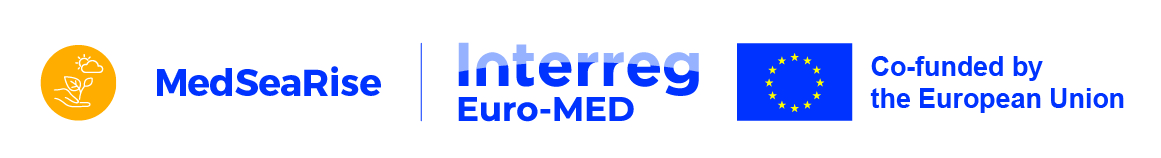 MedSeaRise
Interreg
Euro-MED
Co-funded by
the European Union